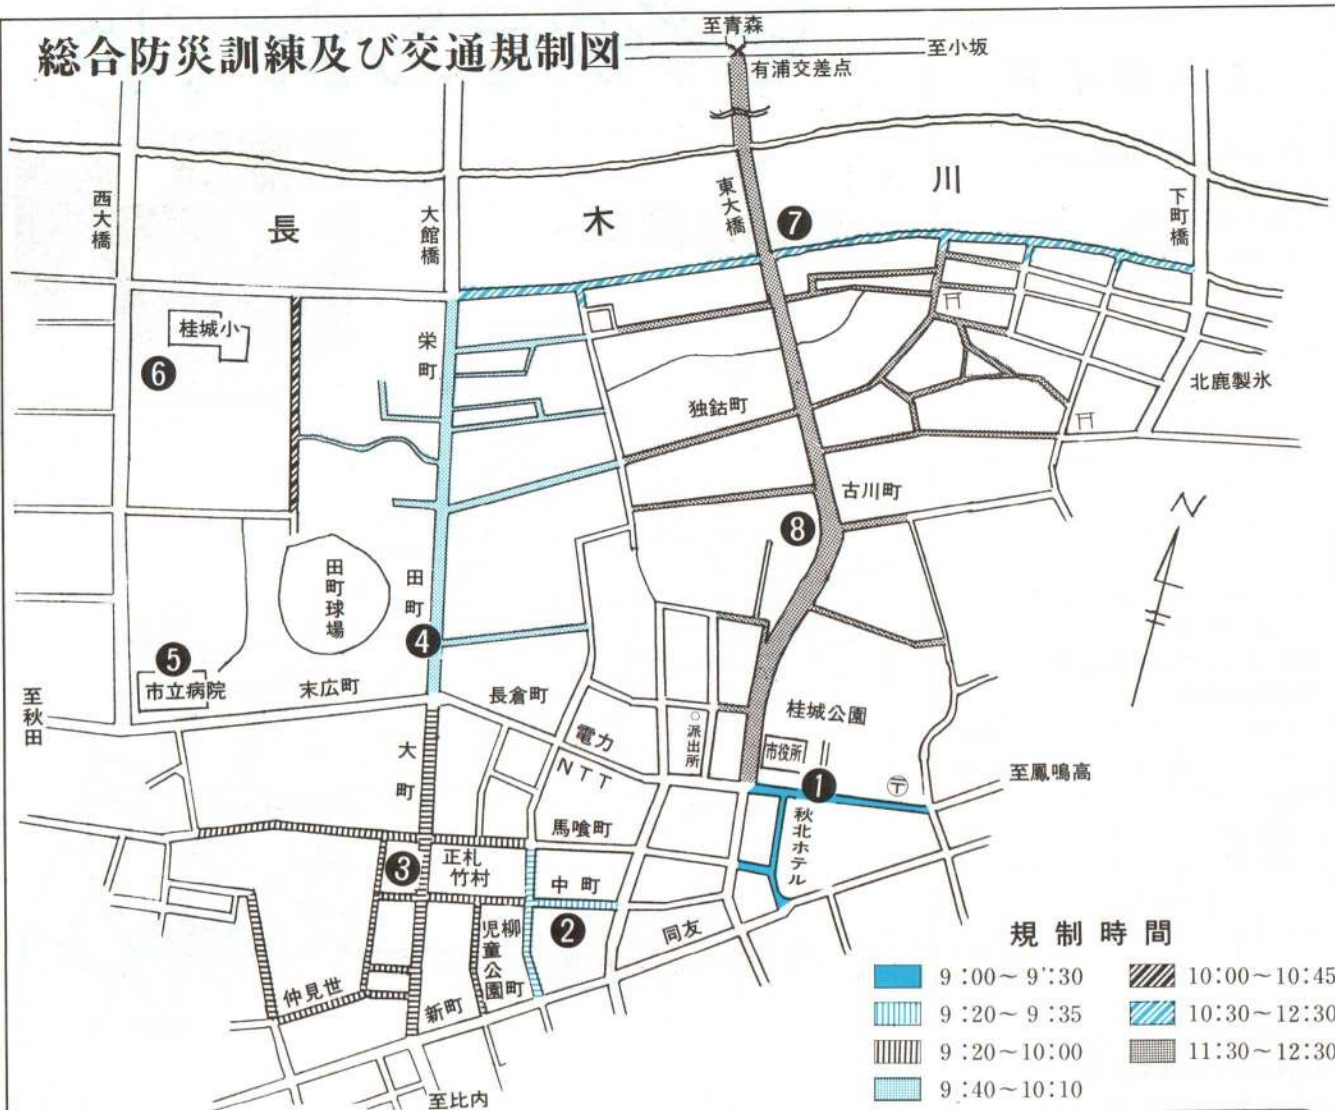 総合防災訓練及び交通規制図
至青森
至小坂
有浦交差点
長
木
川
西大橋
大館橋
東大橋
下町橋
❼
桂城小
❻
栄町
独鈷町
北鹿製氷
古川町
❽
N
田町球場
田町
❹
❺
市立病院
末広町
長倉町
至秋田
電力
NTT
○派出所
桂城公園
市役所
❶
〒
至鳳鳴高
大町
馬喰町
秋北ホテル
❸
正札竹村
中町
❷
同友
柳町児童公園
仲見世
新町
至比内
規制時間
9:00～9:30
9:20～9:35
9:20～10:00
9:40～10:10
10:00～10:45
10:30～12:30
11:30～12:30